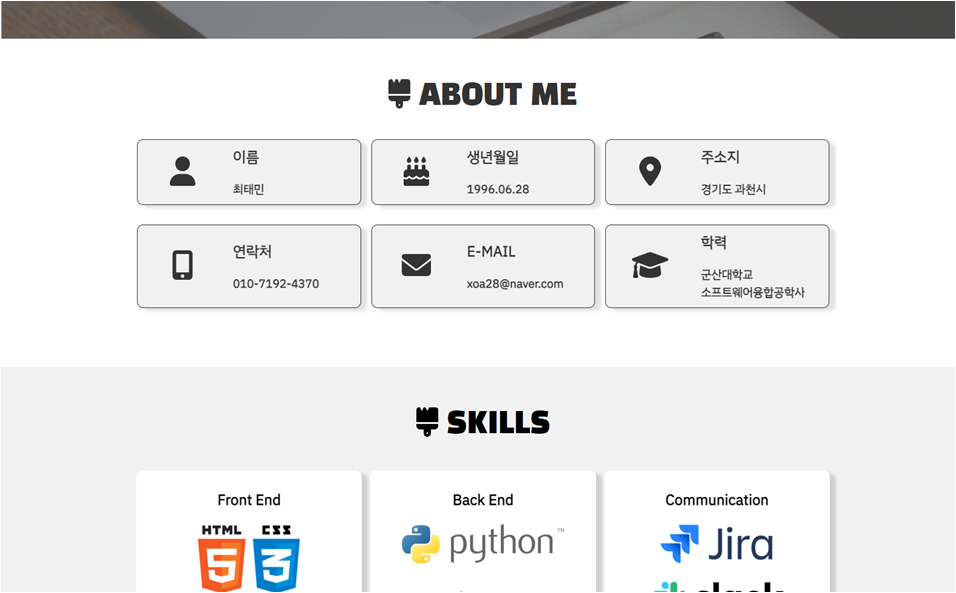 ABOUT ME
이름
최태민
생년월일
1996.06.28
주소지
경기도 과천시
연락처
010-7192-4370
E-MAIL
xoa28@naver.com
학력
군산대학교
소프트웨어융합공학사
SKILLS
Front End
HTML
5
CSS
3
Back End
python™
Communication
Jira
slack